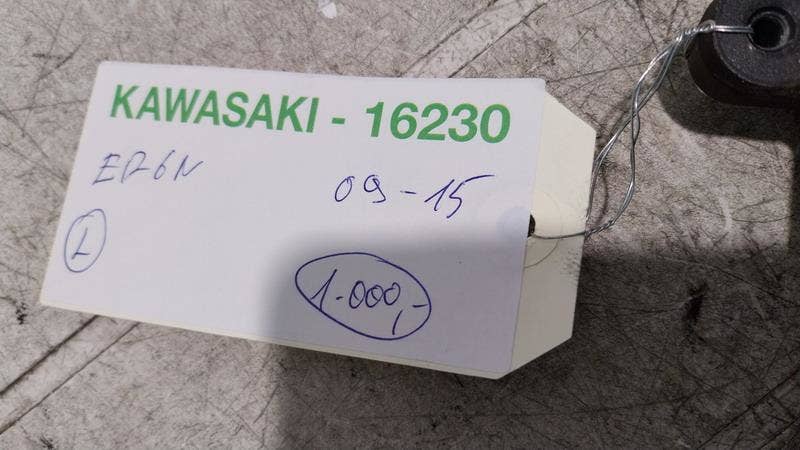 KAWASAKI - 16230
ER6N
09-15
L
1.000,-